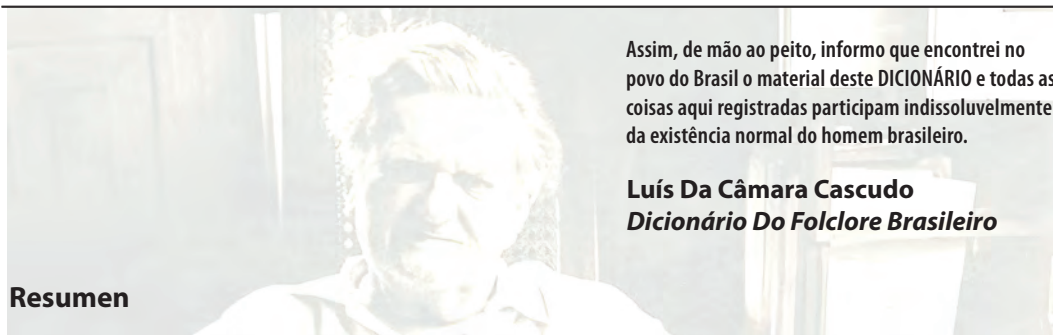 Assim, de mão ao peito, informo que encontrei no
povo do Brasil o material deste DICIONÁRIO e todas as
coisas aqui registradas participam indissoluvelmente
da existência normal do homem brasileiro.
Luís Da Câmara Cascudo
Dicionário Do Folclore Brasileiro
Resumen